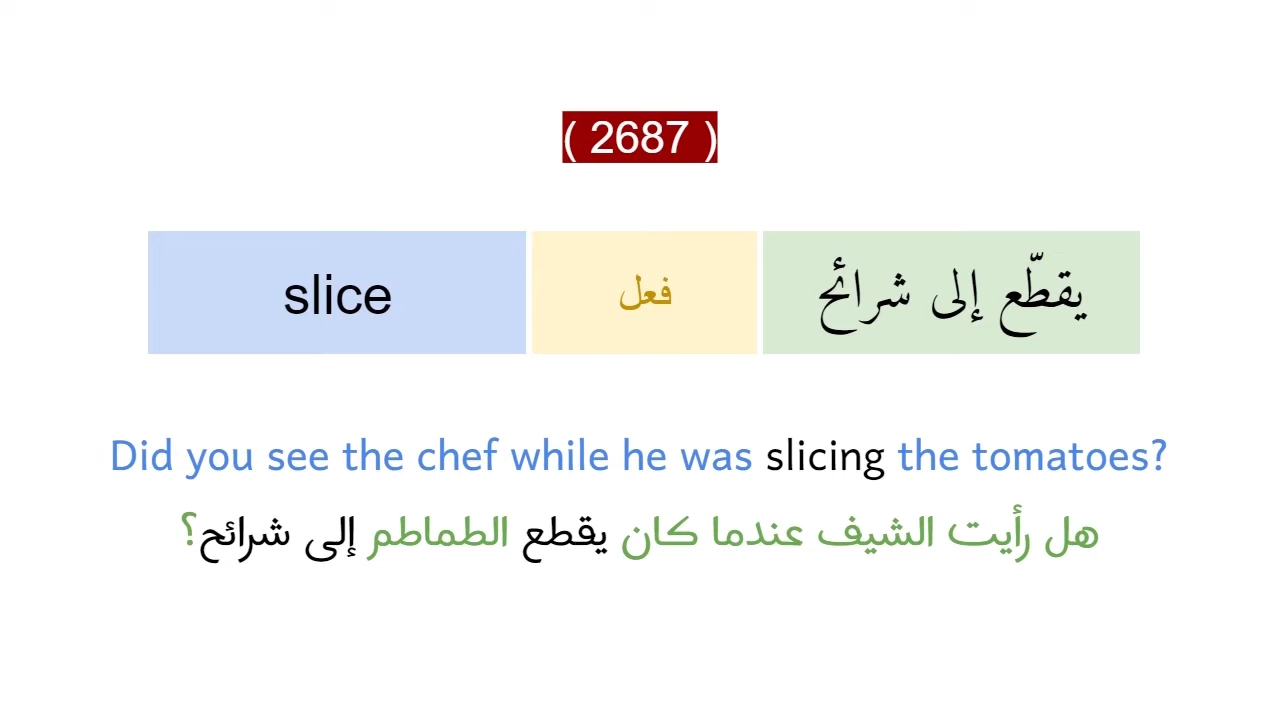 ( 2687 )
slice فعل يقطّع إلى شرائح
Did you see the chef while he was slicing the tomatoes?
هل رأيت الشيف عندما كان يقطع الطماطم إلى شرائح؟